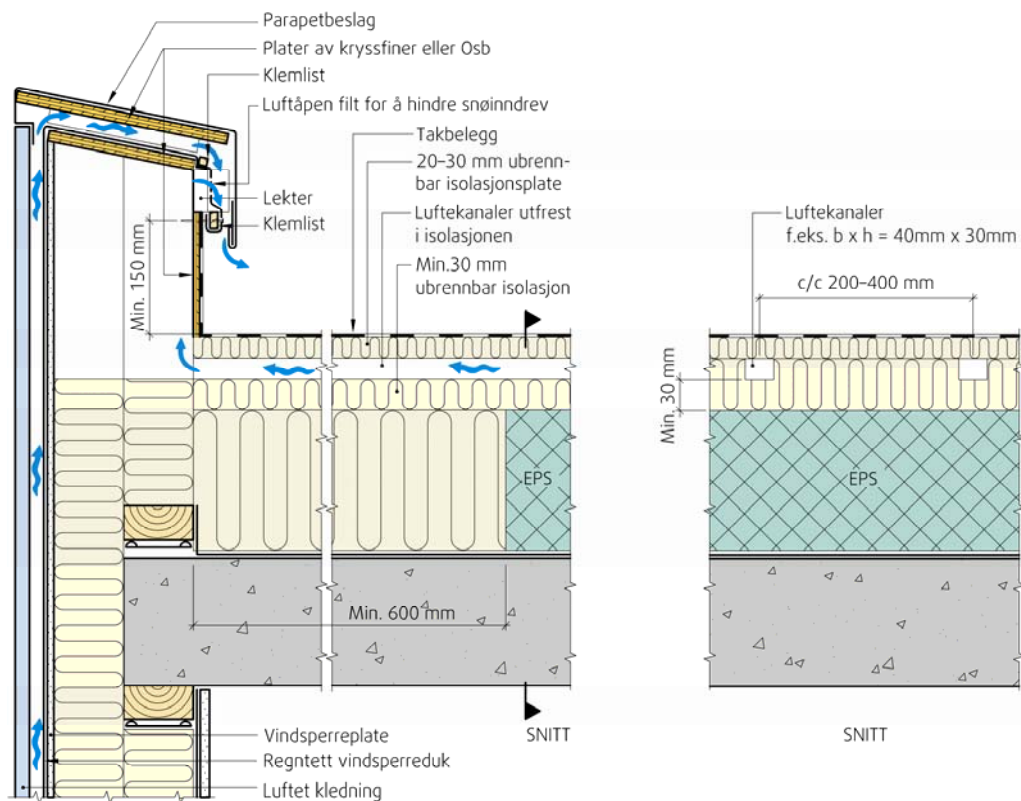 Parapetbeslag
Plater av kryssfiner eller Osb
Klemlist
Luftåpen filt for å hindre snøinndrev
Takbelegg
20–30 mm ubrenn-
bar isolasjonsplate
Lekter
Luftekanaler utfrest
i isolasjonen
Klemlist
Min.30 mm
ubrennbar isolasjon
Min. 150 mm
Luftekanaler
f.eks. b x h = 40mm x 30mm
c/c 200–400 mm
Min. 30 mm
EPS
EPS
Min. 600 mm
Vindsperreplate
SNITT
SNITT
Regntett vindsperreduk
Luftet kledning